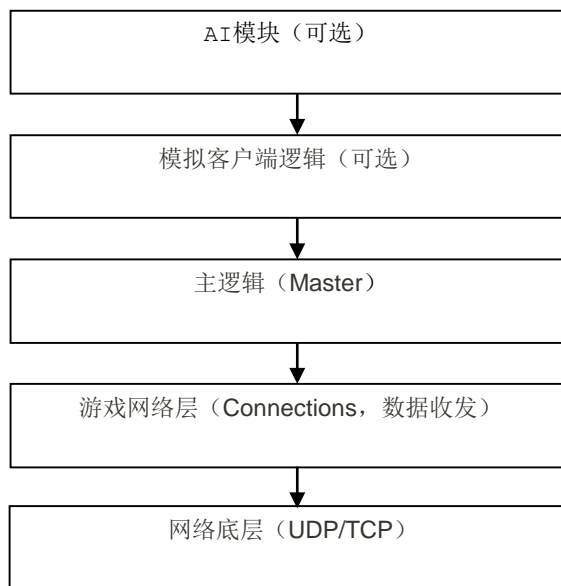 AI模块（可选）
模拟客户端逻辑（可选）
主逻辑（Master）
游戏网络层（Connections，数据收发）
网络底层（UDP/TCP）